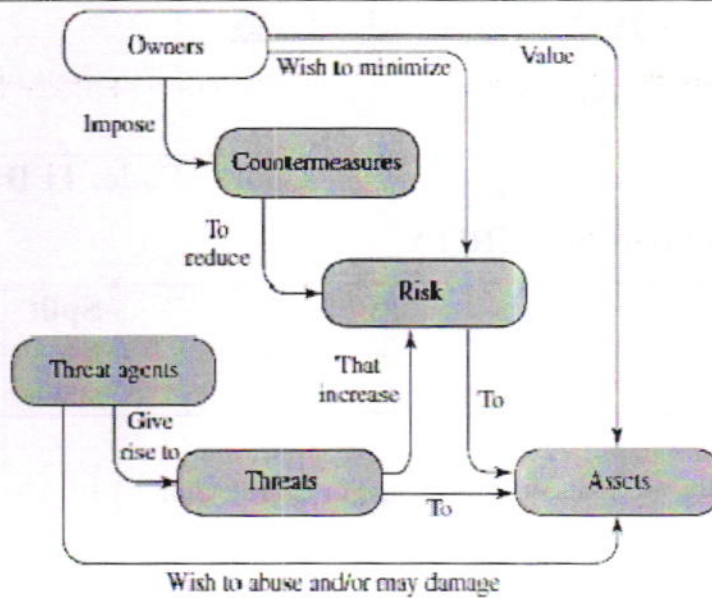 Owners
Value
Wish to minimize
Impose
Countermeasures
To
reduce
Risk
Threat agents
That
increase
To
Give
rise to
Threats
To
Assets
Wish to abuse and/or may damage